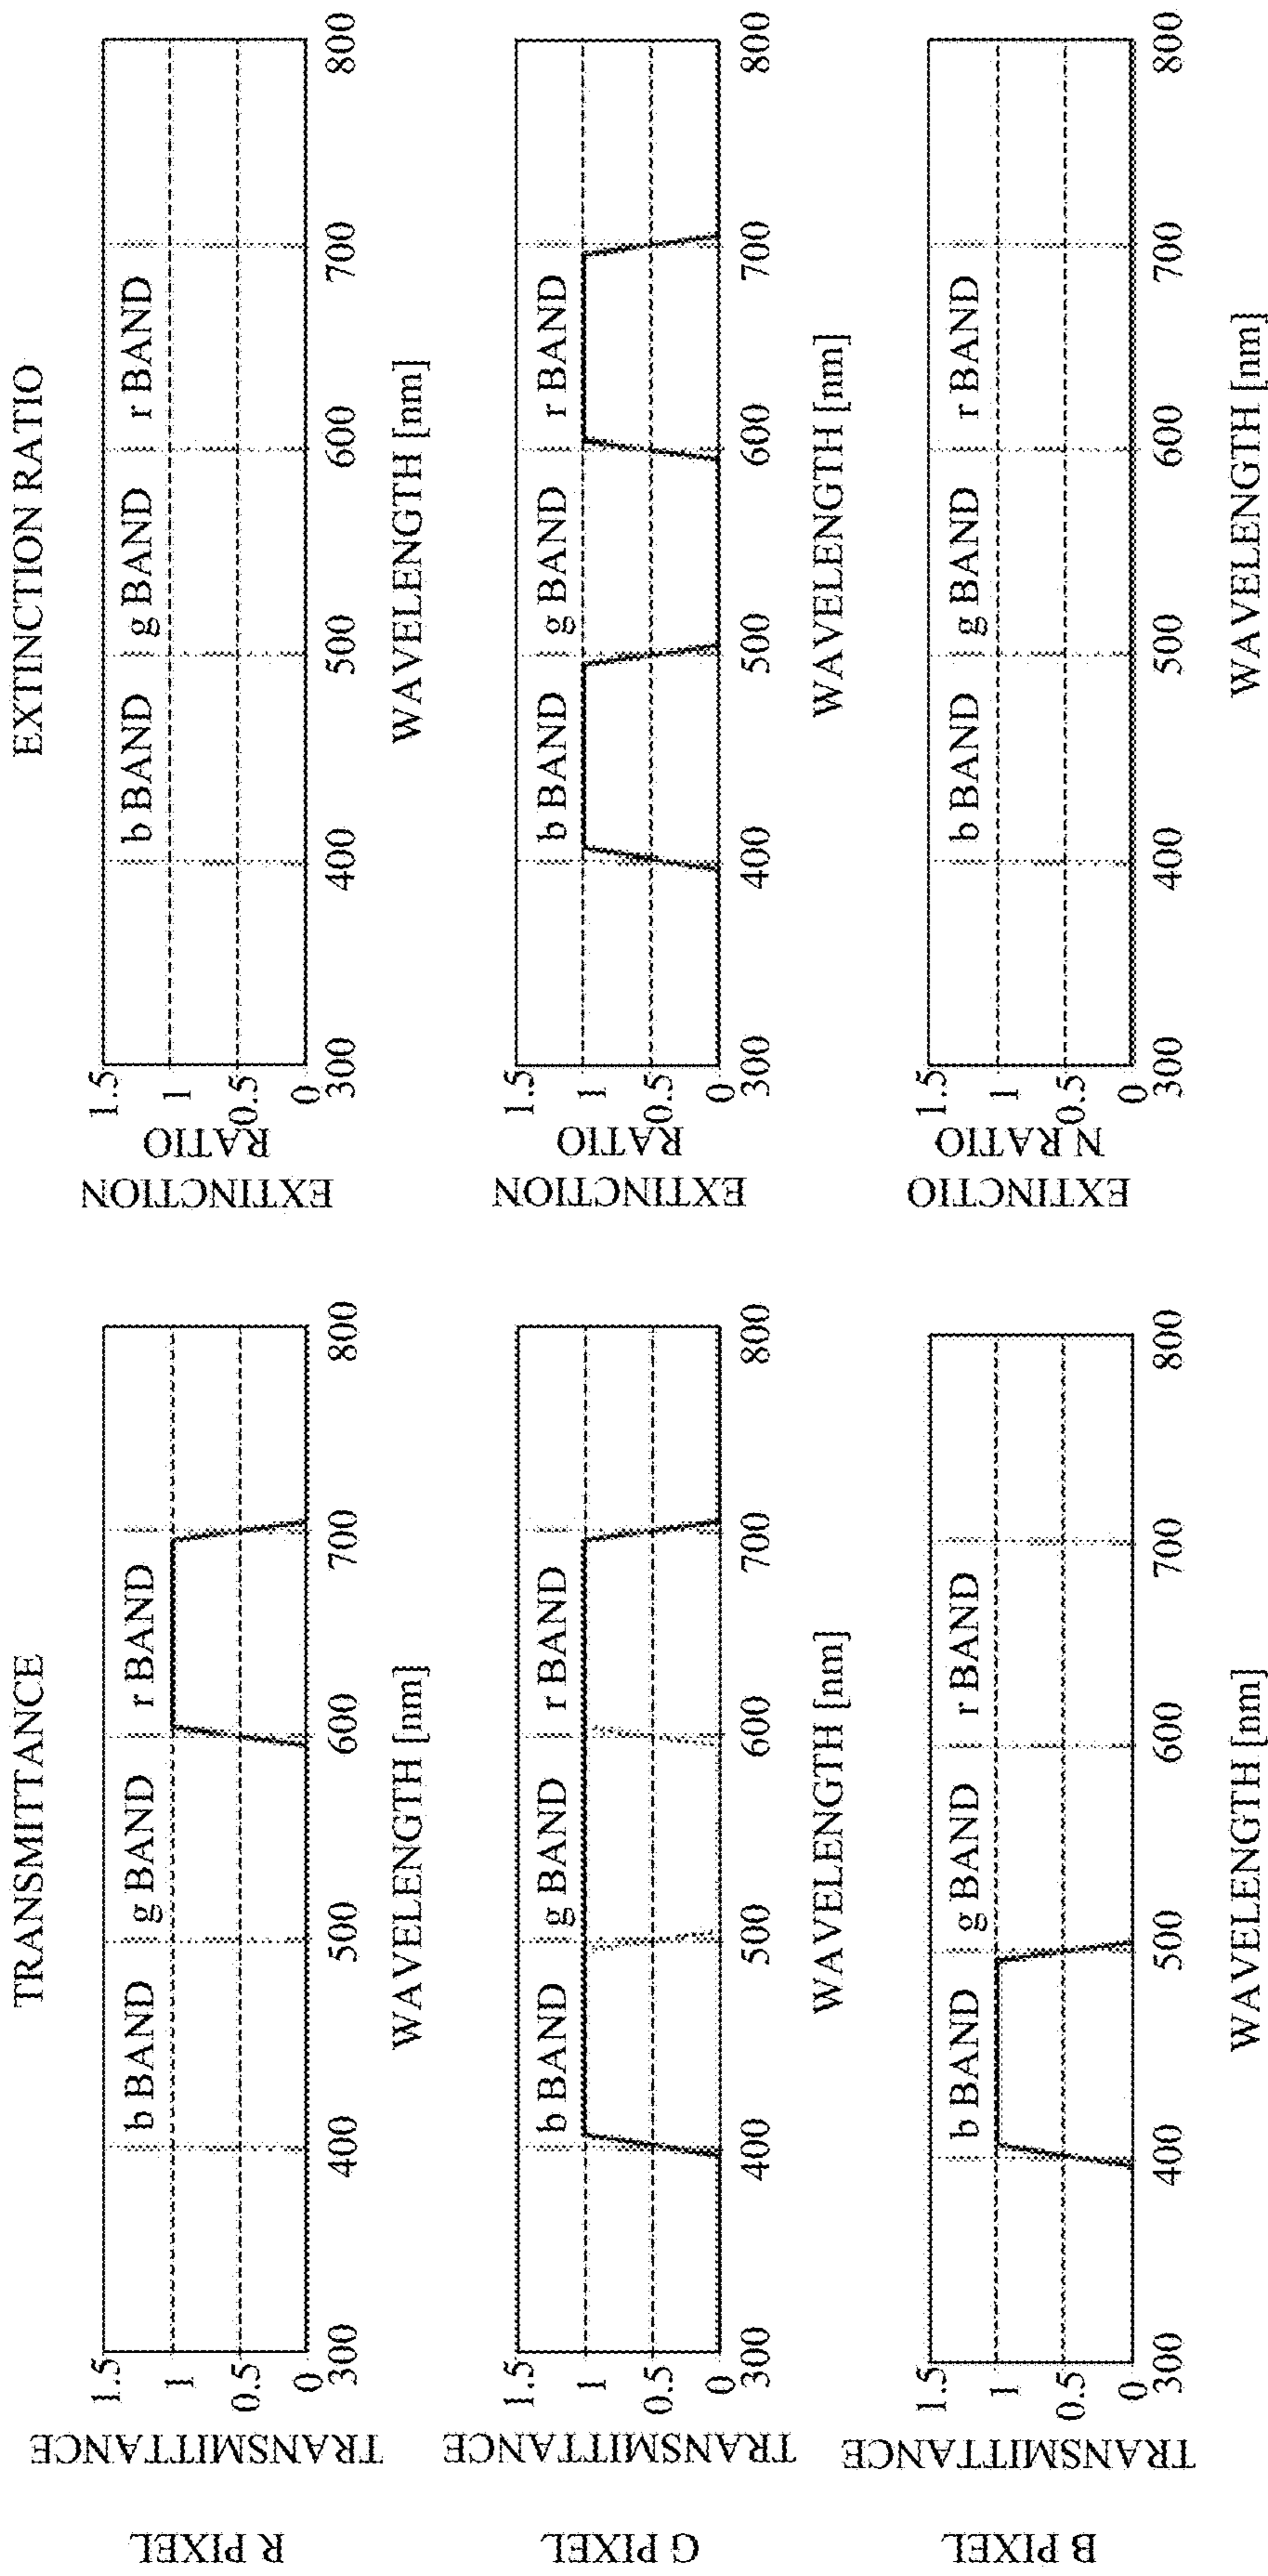 TRANSMITTANCE
EXTINCTION RATIO
R PIXEL
TRANSMITTANCE
1.5
1
0.5
0
b BAND g BAND r BAND
300 400 500 600 700 800
WAVELENGTH [nm]
EXTINCTION
RATIO
1.5
1
0.5
0
b BAND g BAND r BAND
300 400 500 600 700 800
WAVELENGTH [nm]
G PIXEL
TRANSMITTANCE
1.5
1
0.5
0
b BAND g BAND r BAND
300 400 500 600 700 800
WAVELENGTH [nm]
EXTINCTION
RATIO
1.5
1
0.5
0
b BAND g BAND r BAND
300 400 500 600 700 800
WAVELENGTH [nm]
B PIXEL
TRANSMITTANCE
1.5
1
0.5
0
b BAND g BAND r BAND
300 400 500 600 700 800
WAVELENGTH [nm]
EXTINCTIO
N RATIO
1.5
1
0.5
0
b BAND g BAND r BAND
300 400 500 600 700 800
WAVELENGTH [nm]